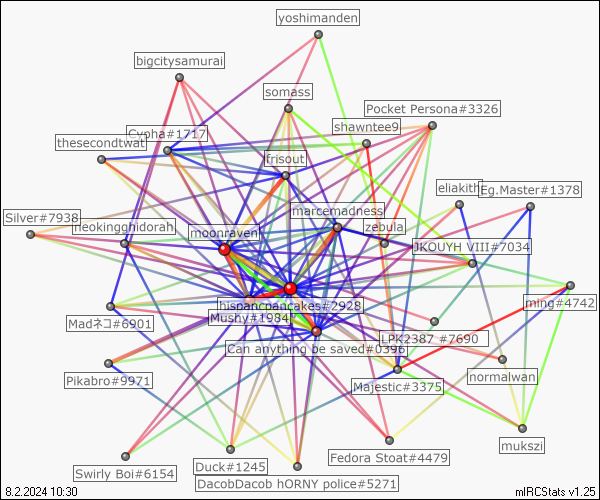 yoshimanden
bigcitysamurai
somass
Pocket Persona#3326
shawntee9
Cypha#1717
thesecondtwat
frisout
eliakith
Eg.Master#1378
marcemadness
Silver#7938
neokingghidorah
moonraven
zebula
JKOUYH VIII#7034
hispancpancakes#2928
ming#4742
Madネコ#6901
Mushy#1984
LPK2387 #7690
Can anything be saved#0396
Pikabro#9971
Majestic#3375
normalwan
mukszi
Fedora Stoat#4479
Swirly Boi#6154
Duck#1245
DacobDacob hORNY police#5271
8.2.2024 10:30
mIRCStats v1.25